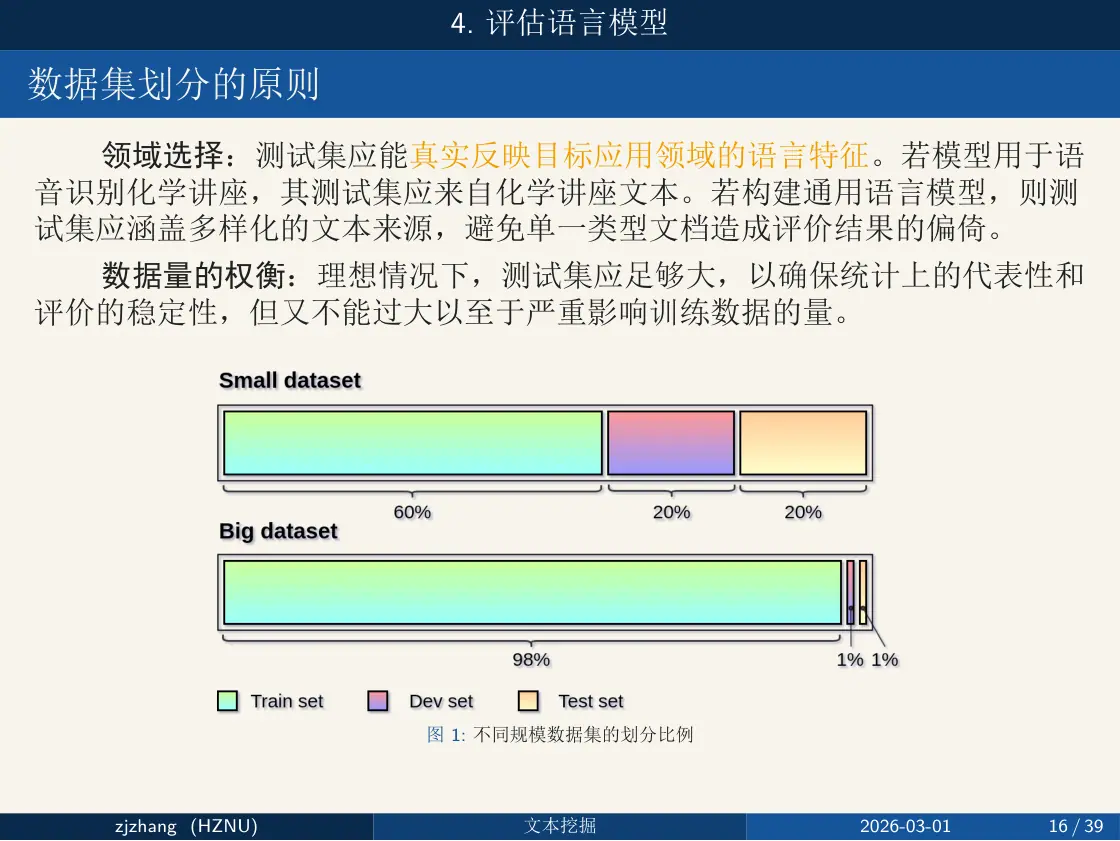 4. 评估语言模型
数据集划分的原则
领域选择：测试集应能真实反映目标应用领域的语言特征。若模型用于语
音识别化学讲座，其测试集应来自化学讲座文本。若构建通用语言模型，则测
试集应涵盖多样化的文本来源，避免单一类型文档造成评价结果的偏倚。
数据量的权衡：理想情况下，测试集应足够大，以确保统计上的代表性和
评价的稳定性，但又不能过大以至于严重影响训练数据的量。
Small dataset
60% 20% 20%
Big dataset
98% 1% 1%
Train set Dev set Test set
图 1: 不同规模数据集的划分比例
zjzhang (HZNU) 文本挖掘 2026-03-01 16 / 39